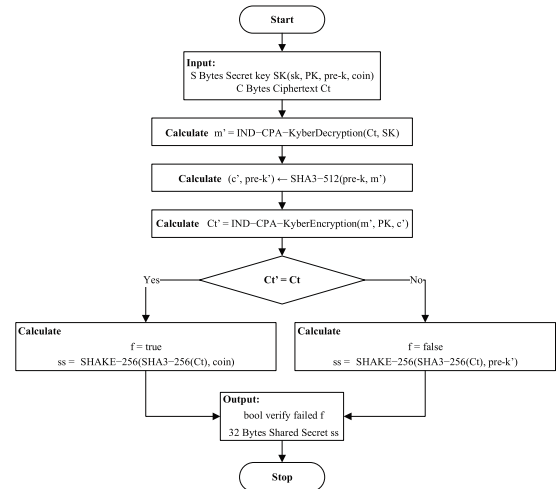 Start
Input:
S Bytes Secret key SK(sk, PK, pre-k, coin)
C Bytes Ciphertext Ct
Calculate m’ = IND−CPA−KyberDecryption(Ct, SK)
Calculate (c’, pre-k’) ← SHA3−512(pre-k, m’)
Calculate Ct’ = IND−CPA−KyberEncryption(m’, PK, c’)
Ct’ = Ct
Yes
No
Calculate
f = true
ss = SHAKE−256(SHA3−256(Ct), coin)
Calculate
f = false
ss = SHAKE−256(SHA3−256(Ct), pre-k’)
Output:
bool verify failed f
32 Bytes Shared Secret ss
Stop